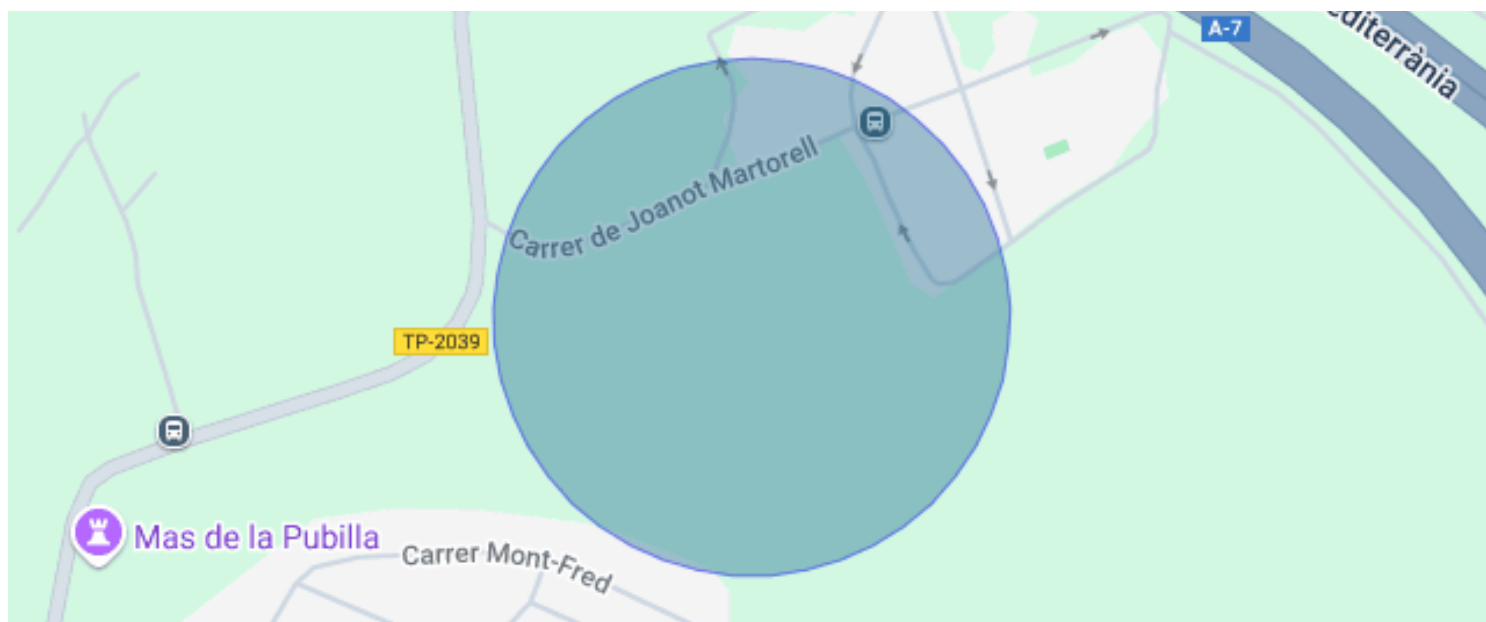 A-7
editerrània
Carrer de Joanot Martorell
TP-2039
Mas de la Pubilla
Carrer Mont-Fred